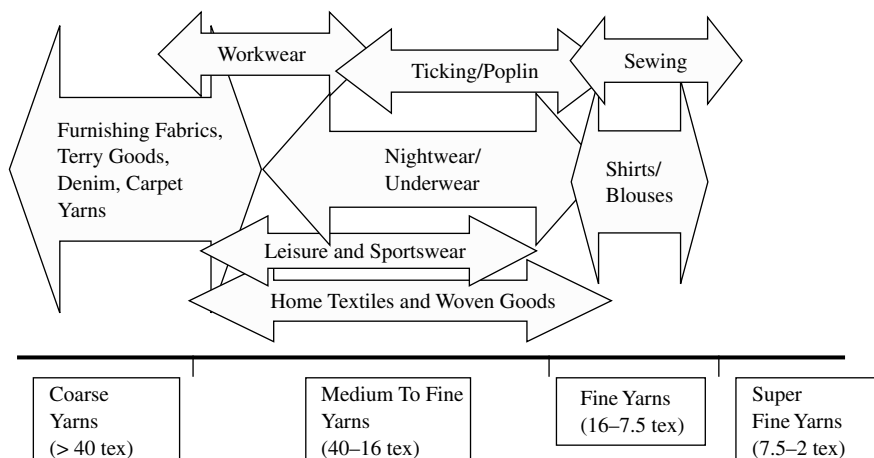 Workwear
Ticking/Poplin
Sewing
Furnishing Fabrics,
Terry Goods,
Denim, Carpet
Yarns
Nightwear/
Underwear
Shirts/
Blouses
Leisure and Sportswear
Home Textiles and Woven Goods
Coarse
Yarns
(> 40 tex)
Medium To Fine
Yarns
(40–16 tex)
Fine Yarns
(16–7.5 tex)
Super
Fine Yarns
(7.5–2 tex)